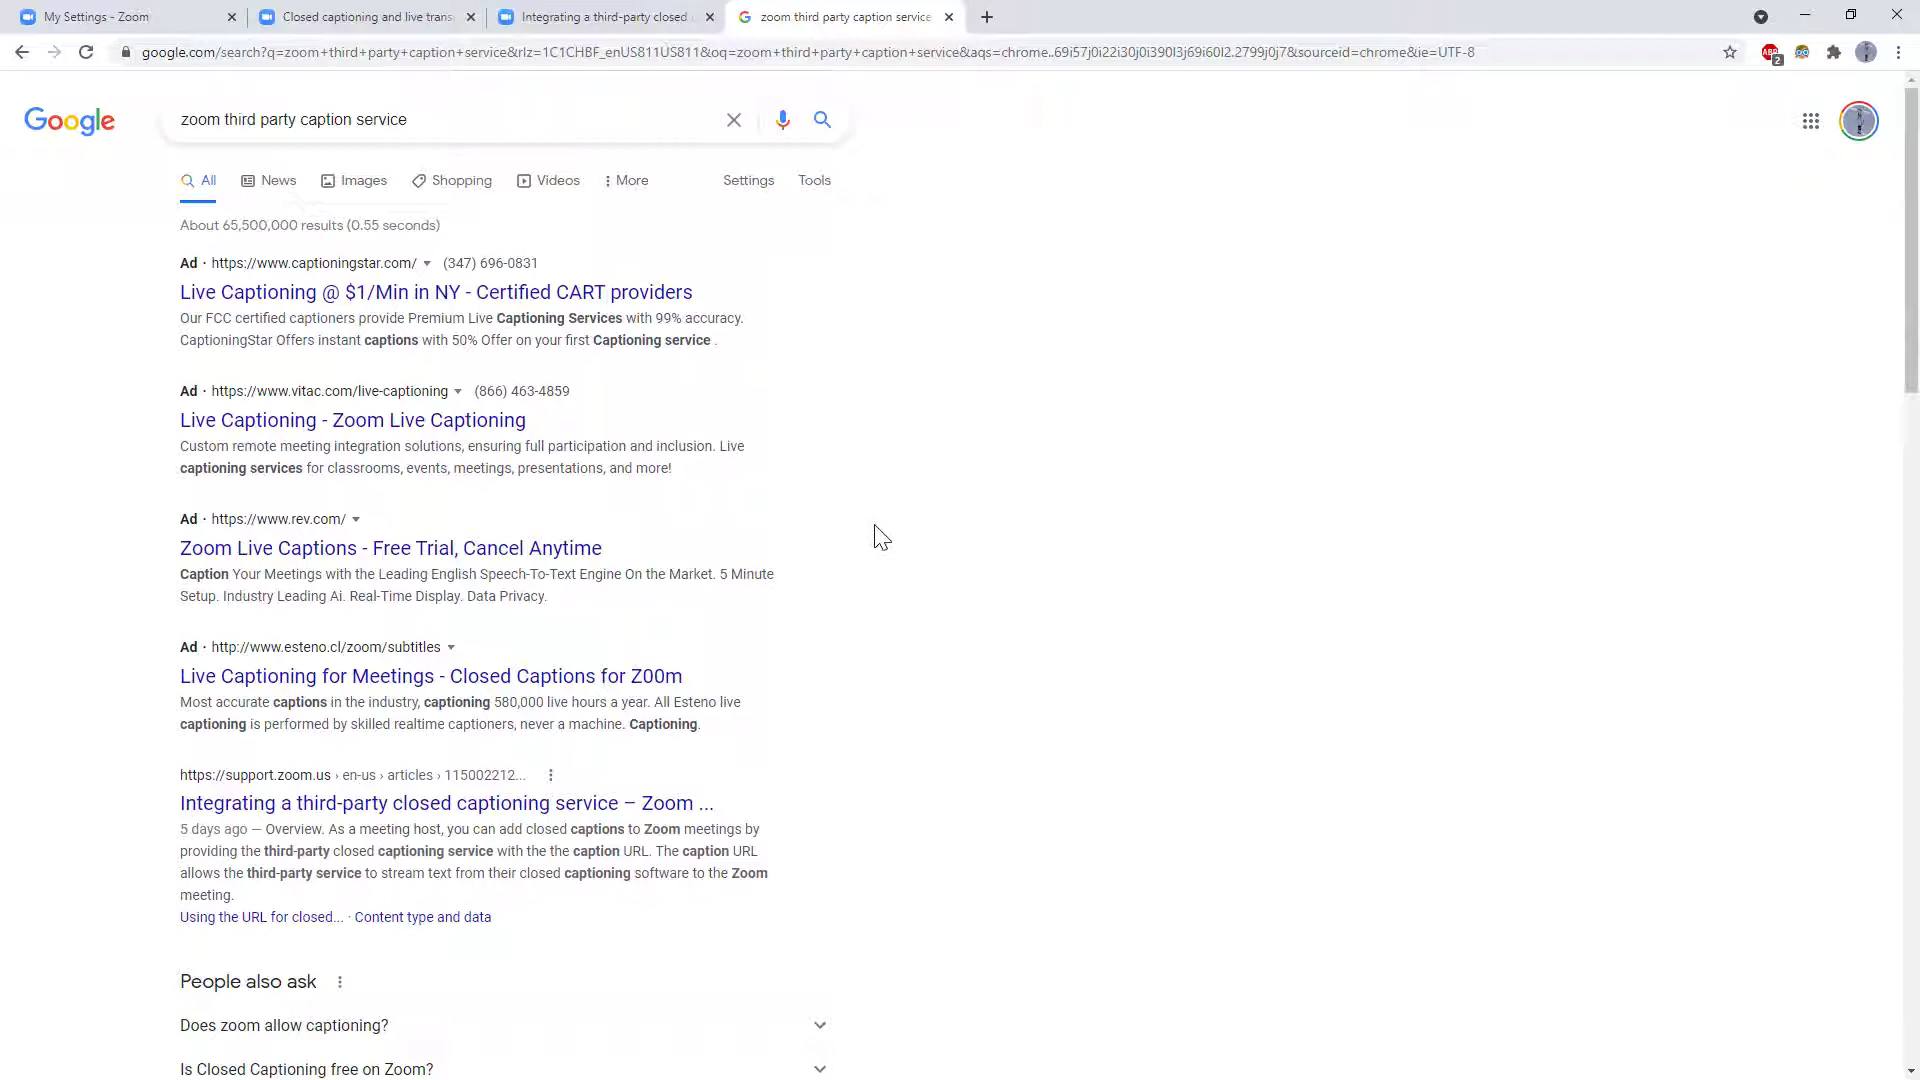 My Settings - Zoom
Closed captioning and live trans
Integrating a third-party closed
zoom third party caption service
google.com/search?q=zoom+third+party+caption+service&rlz=1C1CHBF_enUS811US811&oq=zoom+third+party+caption+service&aqs=chrome..69i57j0i22i30j0i390l3j69i60l2.2799j0j7&sourceid=chrome&ie=UTF-8
ABP
2
Google
zoom third party caption service
All
News
Images
Shopping
Videos
More
Settings
Tools
About 65,500,000 results (0.55 seconds)
Ad · https://www.captioningstar.com/ (347) 696-0831
Live Captioning @ $1/Min in NY - Certified CART providers
Our FCC certified captioners provide Premium Live Captioning Services with 99% accuracy.
CaptioningStar Offers instant captions with 50% Offer on your first Captioning service .
Ad · https://www.vitac.com/live-captioning (866) 463-4859
Live Captioning - Zoom Live Captioning
Custom remote meeting integration solutions, ensuring full participation and inclusion. Live
captioning services for classrooms, events, meetings, presentations, and more!
Ad · https://www.rev.com/
Zoom Live Captions - Free Trial, Cancel Anytime
Caption Your Meetings with the Leading English Speech-To-Text Engine On the Market. 5 Minute
Setup. Industry Leading Ai. Real-Time Display. Data Privacy.
Ad · http://www.esteno.cl/zoom/subtitles
Live Captioning for Meetings - Closed Captions for Z00m
Most accurate captions in the industry, captioning 580,000 live hours a year. All Esteno live
captioning is performed by skilled realtime captioners, never a machine. Captioning.
https://support.zoom.us › en-us › articles › 115002212...
Integrating a third-party closed captioning service – Zoom ...
5 days ago — Overview. As a meeting host, you can add closed captions to Zoom meetings by
providing the third-party closed captioning service with the the caption URL. The caption URL
allows the third-party service to stream text from their closed captioning software to the Zoom
meeting.
Using the URL for closed... · Content type and data
People also ask
Does zoom allow captioning?
Is Closed Captioning free on Zoom?